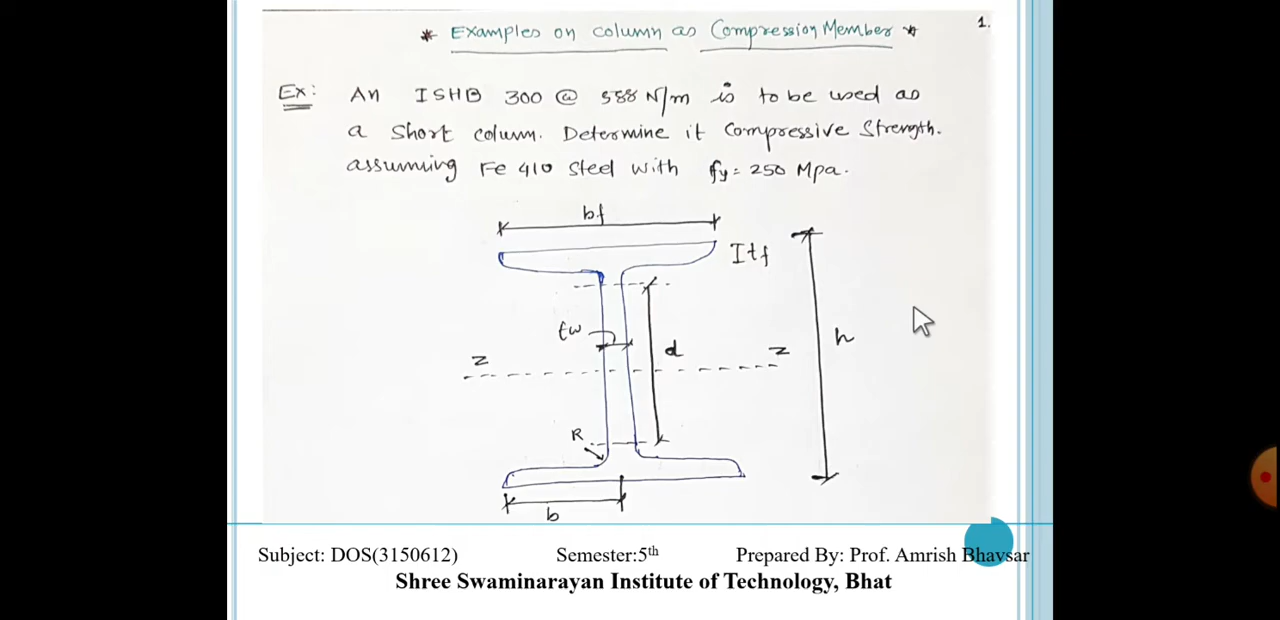 * Examples on column as Compression Member *
1.
Ex: An ISHB 300 @ 588 N/m is to be used as
a short column. Determine it compressive strength.
assuming Fe 410 steel with fy = 250 Mpa.
bf
Itf
tw
d
h
z
z
R
b
Subject: DOS(3150612) Semester:5th Prepared By: Prof. Amrish Bhavsar
Shree Swaminarayan Institute of Technology, Bhat